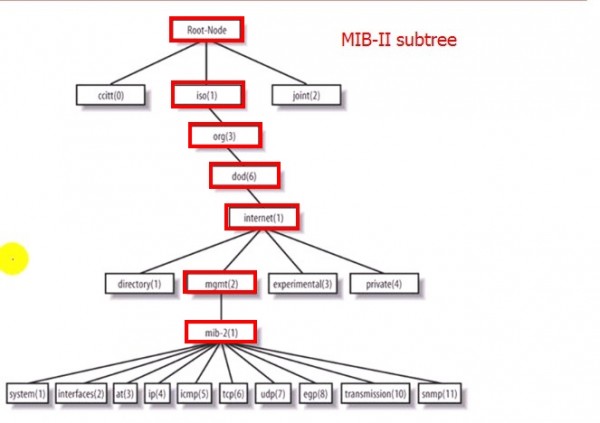 Root-Node
MIB-II subtree
ccitt(0)
iso(1)
joint(2)
org(3)
dod(6)
internet(1)
directory(1)
mgmt(2)
experimental(3)
private(4)
mib-2(1)
system(1)
interfaces(2)
at(3)
ip(4)
icmp(5)
tcp(6)
udp(7)
egp(8)
transmission(10)
snmp(11)